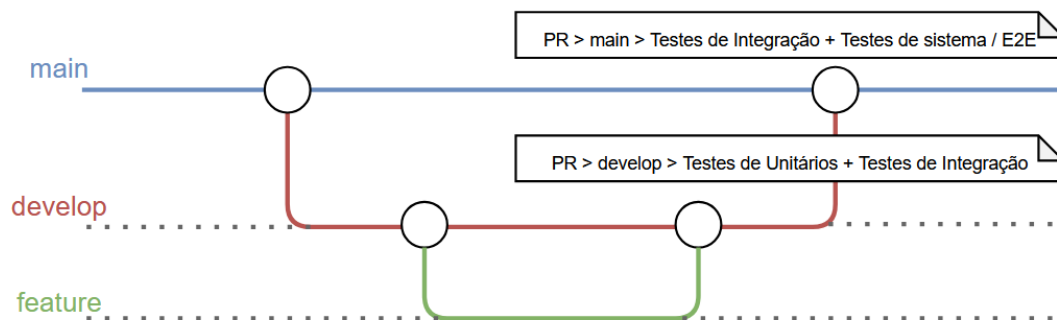 PR > main > Testes de Integração + Testes de sistema / E2E
main
PR > develop > Testes de Unitários + Testes de Integração
develop
feature